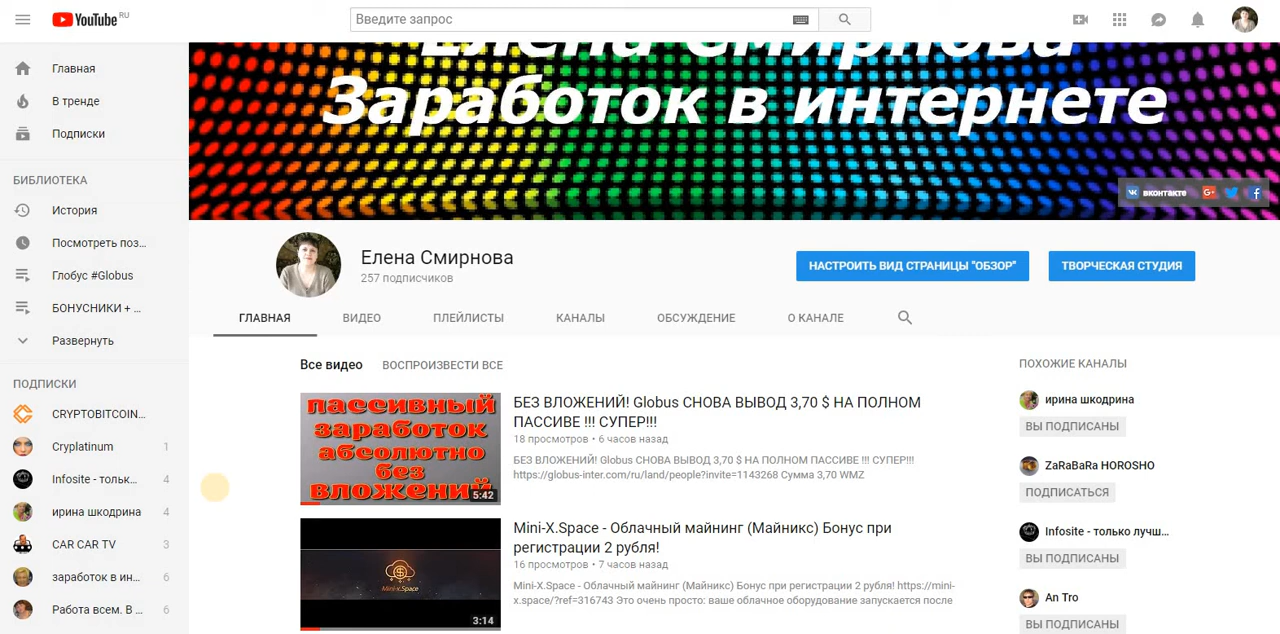 YouTube RU
Введите запрос
Главная
В тренде
Подписки
БИБЛИОТЕКА
История
Посмотреть поз...
Глобус #Globus
БОНУСНИКИ + ...
Развернуть
ПОДПИСКИ
CRYPTOBITCOIN...
Cryplatinum 1
Infosite - тольк... 4
ирина шкодрина 4
CAR CAR TV 3
заработок в ин... 6
Работа всем. В ... 6
Елена Смирнова
Заработок в интернете
вконтакте G+ f
Елена Смирнова
257 подписчиков
НАСТРОИТЬ ВИД СТРАНИЦЫ "ОБЗОР"
ТВОРЧЕСКАЯ СТУДИЯ
ГЛАВНАЯ ВИДЕО ПЛЕЙЛИСТЫ КАНАЛЫ ОБСУЖДЕНИЕ О КАНАЛЕ
Все видео ВОСПРОИЗВЕСТИ ВСЕ
пассивный
заработок
абсолютно
без
вложений
5:42
БЕЗ ВЛОЖЕНИЙ! Globus СНОВА ВЫВОД 3,70 $ НА ПОЛНОМ
ПАССИВЕ !!! СУПЕР!!!
18 просмотров • 6 часов назад
БЕЗ ВЛОЖЕНИЙ! Globus СНОВА ВЫВОД 3,70 $ НА ПОЛНОМ ПАССИВЕ !!! СУПЕР!!!
https://globus-inter.com/ru/land/people?invite=1143268 Сумма 3,70 WMZ
Mini-x.Space
3:14
Mini-X.Space - Облачный майнинг (Майникс) Бонус при
регистрации 2 рубля!
16 просмотров • 7 часов назад
Mini-X.Space - Облачный майнинг (Майникс) Бонус при регистрации 2 рубля! https://mini-
x.space/?ref=316743 Это очень просто: ваше облачное оборудование запускается после
ПОХОЖИЕ КАНАЛЫ
ирина шкодрина
ВЫ ПОДПИСАНЫ
ZaRaBaRa HOROSHO
ПОДПИСАТЬСЯ
Infosite - только лучш...
ВЫ ПОДПИСАНЫ
An Tro
ВЫ ПОДПИСАНЫ